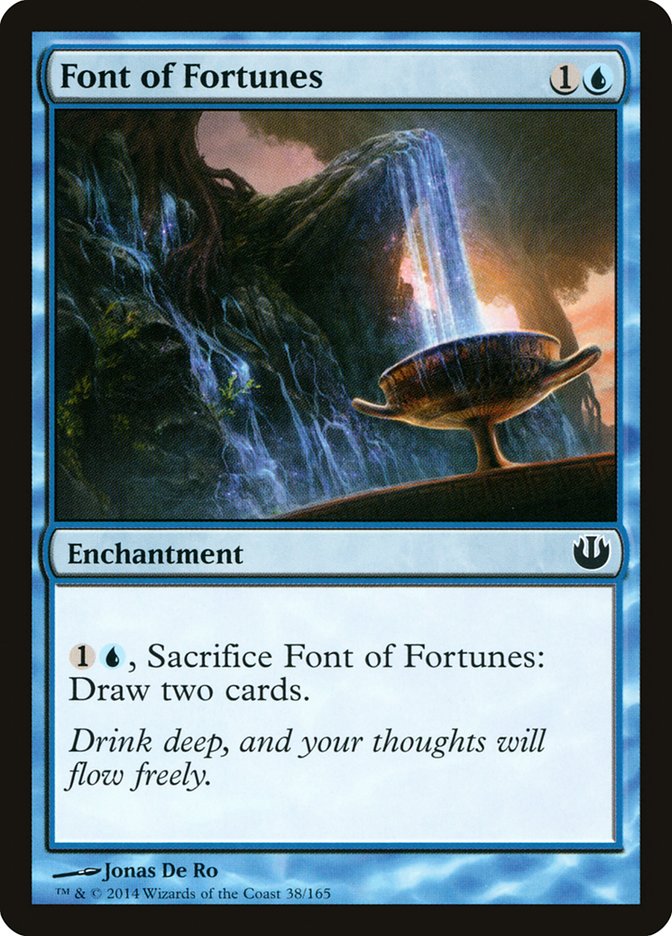 Font of Fortunes 1
Enchantment
1 , Sacrifice Font of Fortunes:
Draw two cards.
Drink deep, and your thoughts will
flow freely.
Jonas De Ro
™ & © 2014 Wizards of the Coast 38/165